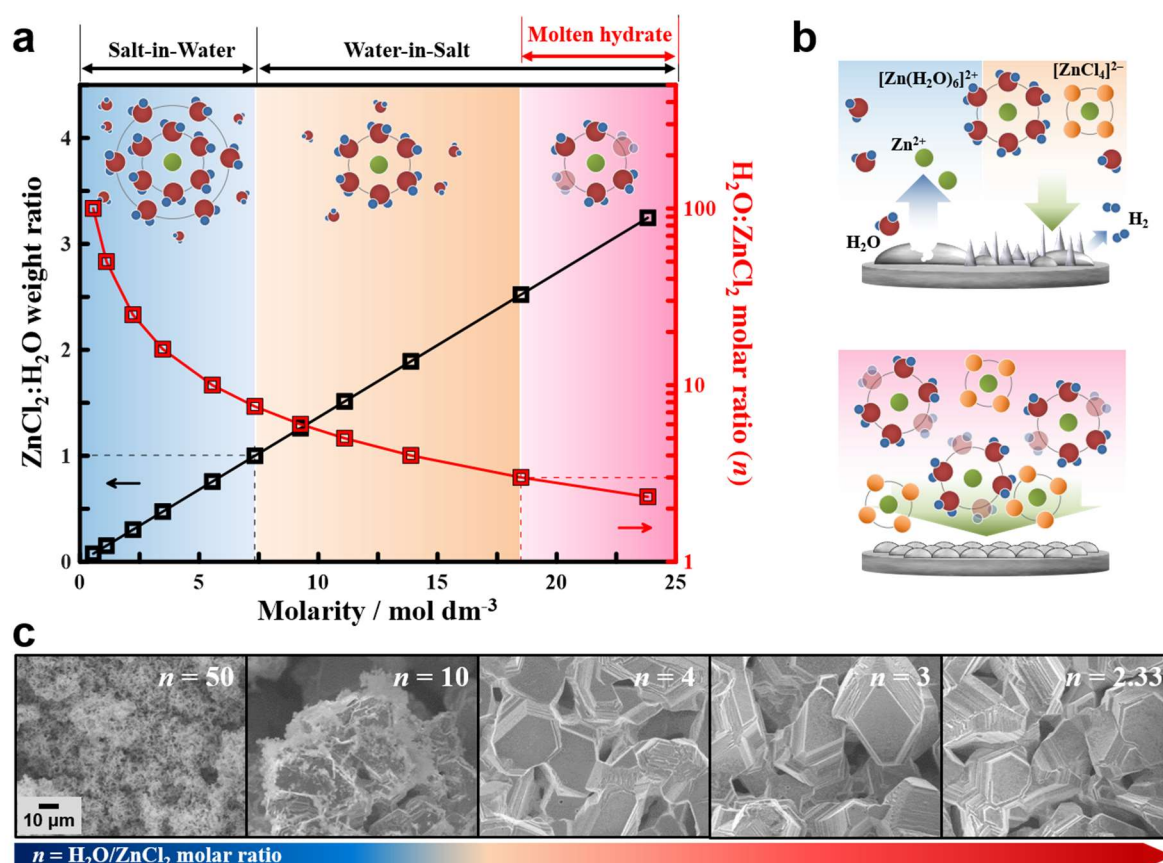 a
Salt-in-Water
Water-in-Salt
Molten hydrate
ZnCl₂:H₂O weight ratio
4
3
2
1
0
H₂O:ZnCl₂ molar ratio (n)
100
10
1
0 5 10 15 20 25
Molarity / mol dm⁻³
b
[Zn(H₂O)₆]²⁺
[ZnCl₄]²⁻
Zn²⁺
H₂O
H₂
c
n = 50
n = 10
n = 4
n = 3
n = 2.33
10 µm
n = H₂O/ZnCl₂ molar ratio